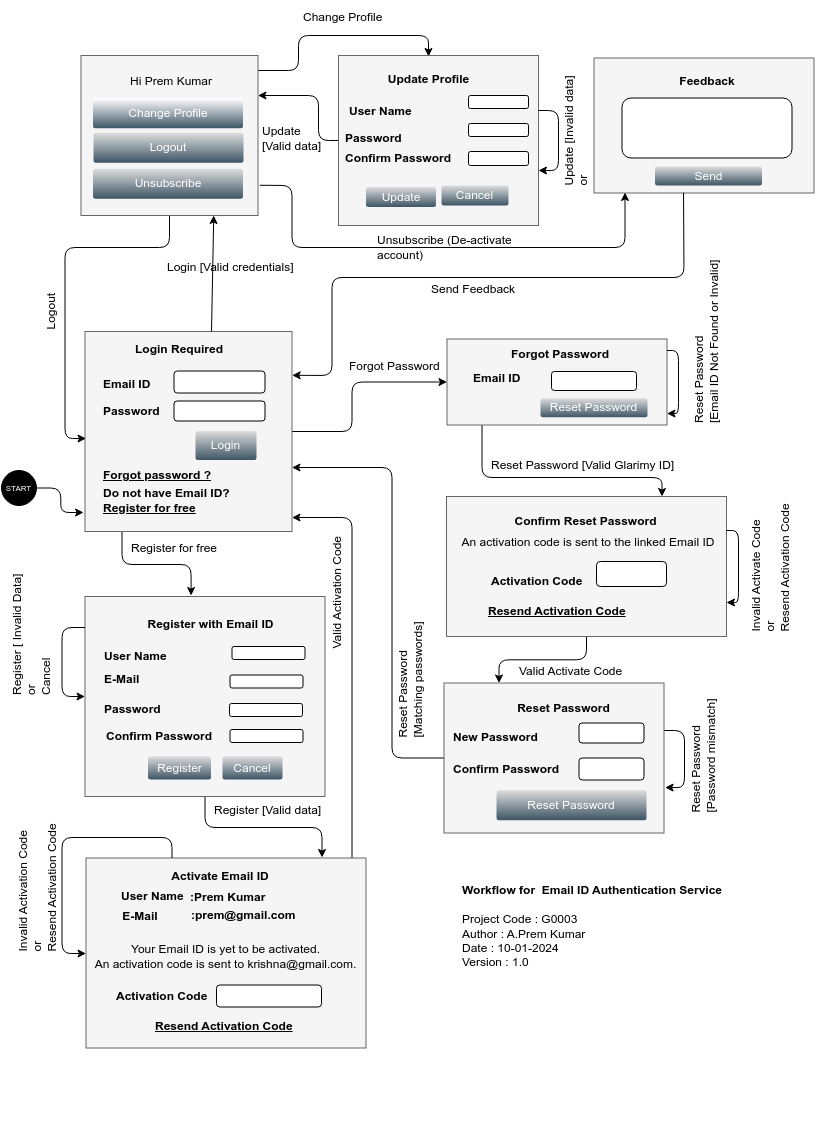 Change Profile
Hi Prem Kumar
Change Profile
Logout
Unsubscribe
Update
[Valid data]
Update Profile
User Name
Password
Confirm Password
Update
Cancel
Update [Invalid data]
or
Feedback
Send
Unsubscribe (De-activate
account)
Send Feedback
Login [Valid credentials]
Logout
Login Required
Email ID
Password
Login
Forgot password ?
Do not have Email ID?
Register for free
START
Forgot Password
Forgot Password
Email ID
Reset Password
Reset Password
[Email ID Not Found or Invalid]
Reset Password [Valid Glarimy ID]
Confirm Reset Password
An activation code is sent to the linked Email ID
Activation Code
Resend Activation Code
Invalid Activate Code
or
Resend Activation Code
Valid Activate Code
Register for free
Register with Email ID
User Name
E-Mail
Password
Confirm Password
Register
Cancel
Register [ Invalid Data]
or
Cancel
Valid Activation Code
Reset Password
[Matching passwords]
Reset Password
New Password
Confirm Password
Reset Password
Reset Password
[Password mismatch]
Register [Valid data]
Invalid Activation Code
or
Resend Activation Code
Activate Email ID
User Name :Prem Kumar
E-Mail :prem@gmail.com
Your Email ID is yet to be activated.
An activation code is sent to krishna@gmail.com.
Activation Code
Resend Activation Code
Workflow for Email ID Authentication Service
Project Code : G0003
Author : A.Prem Kumar
Date : 10-01-2024
Version : 1.0